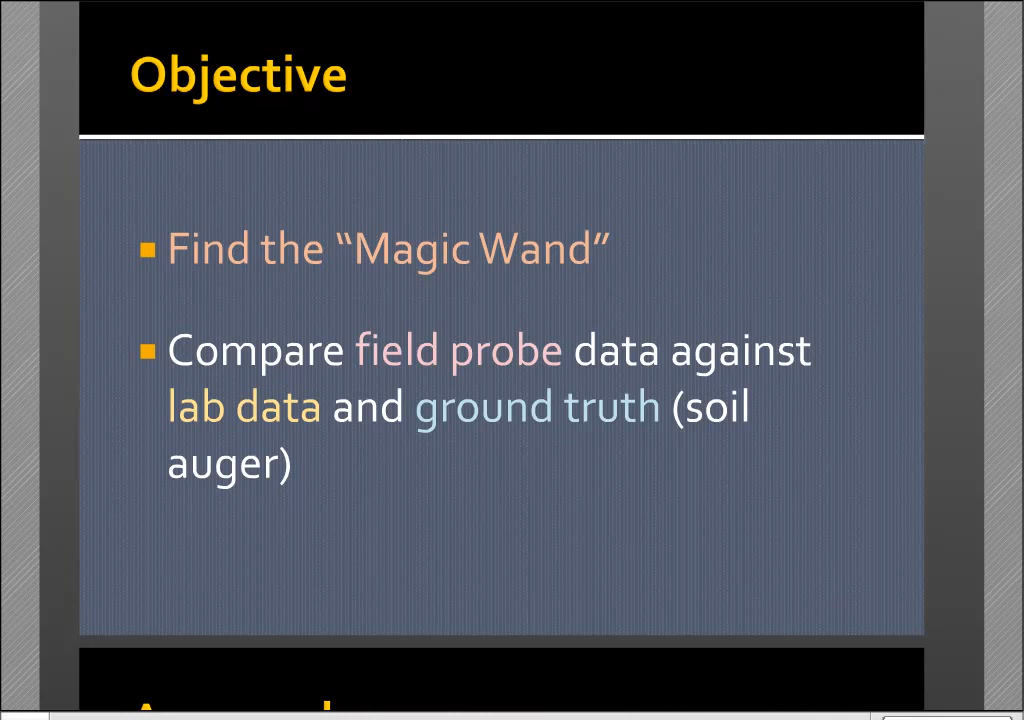 Objective
Find the “Magic Wand”
Compare field probe data against
lab data and ground truth (soil
auger)